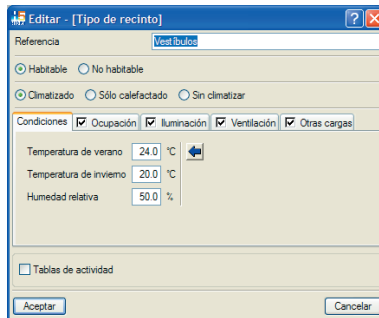 Editar - [Tipo de recinto]
Referencia Vestíbulos
Habitable No habitable
Climatizado Sólo calefactado Sin climatizar
Condiciones Ocupación Iluminación Ventilación Otras cargas
Temperatura de verano 24.0 °C
Temperatura de invierno 20.0 °C
Humedad relativa 50.0 %
Tablas de actividad
Aceptar Cancelar